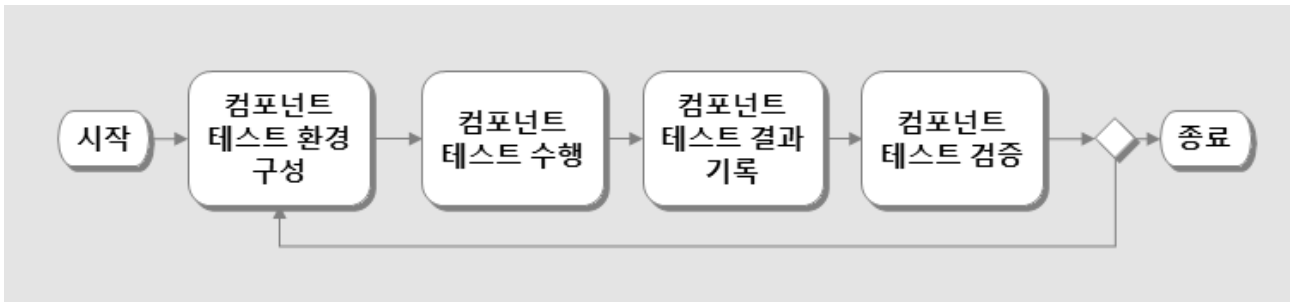 시작
컴포넌트
테스트 환경
구성
컴포넌트
테스트 수행
컴포넌트
테스트 결과
기록
컴포넌트
테스트 검증
종료